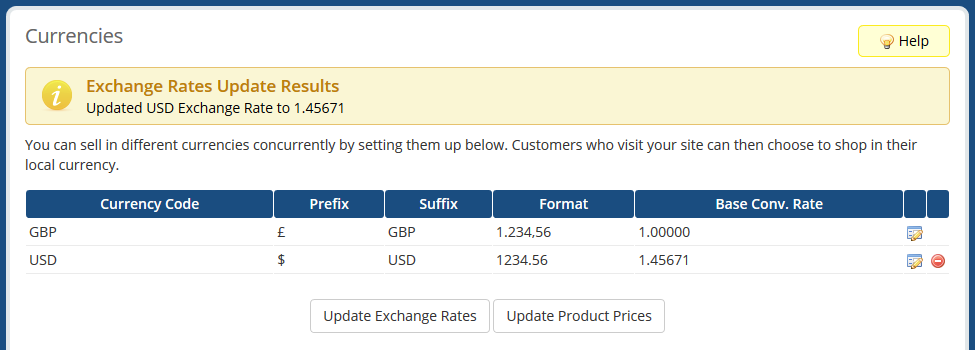 Currencies
Help
Exchange Rates Update Results
Updated USD Exchange Rate to 1.45671
You can sell in different currencies concurrently by setting them up below. Customers who visit your site can then choose to shop in their
local currency.
Currency Code Prefix Suffix Format Base Conv. Rate
GBP £ GBP 1.234,56 1.00000
USD $ USD 1234.56 1.45671
Update Exchange Rates Update Product Prices